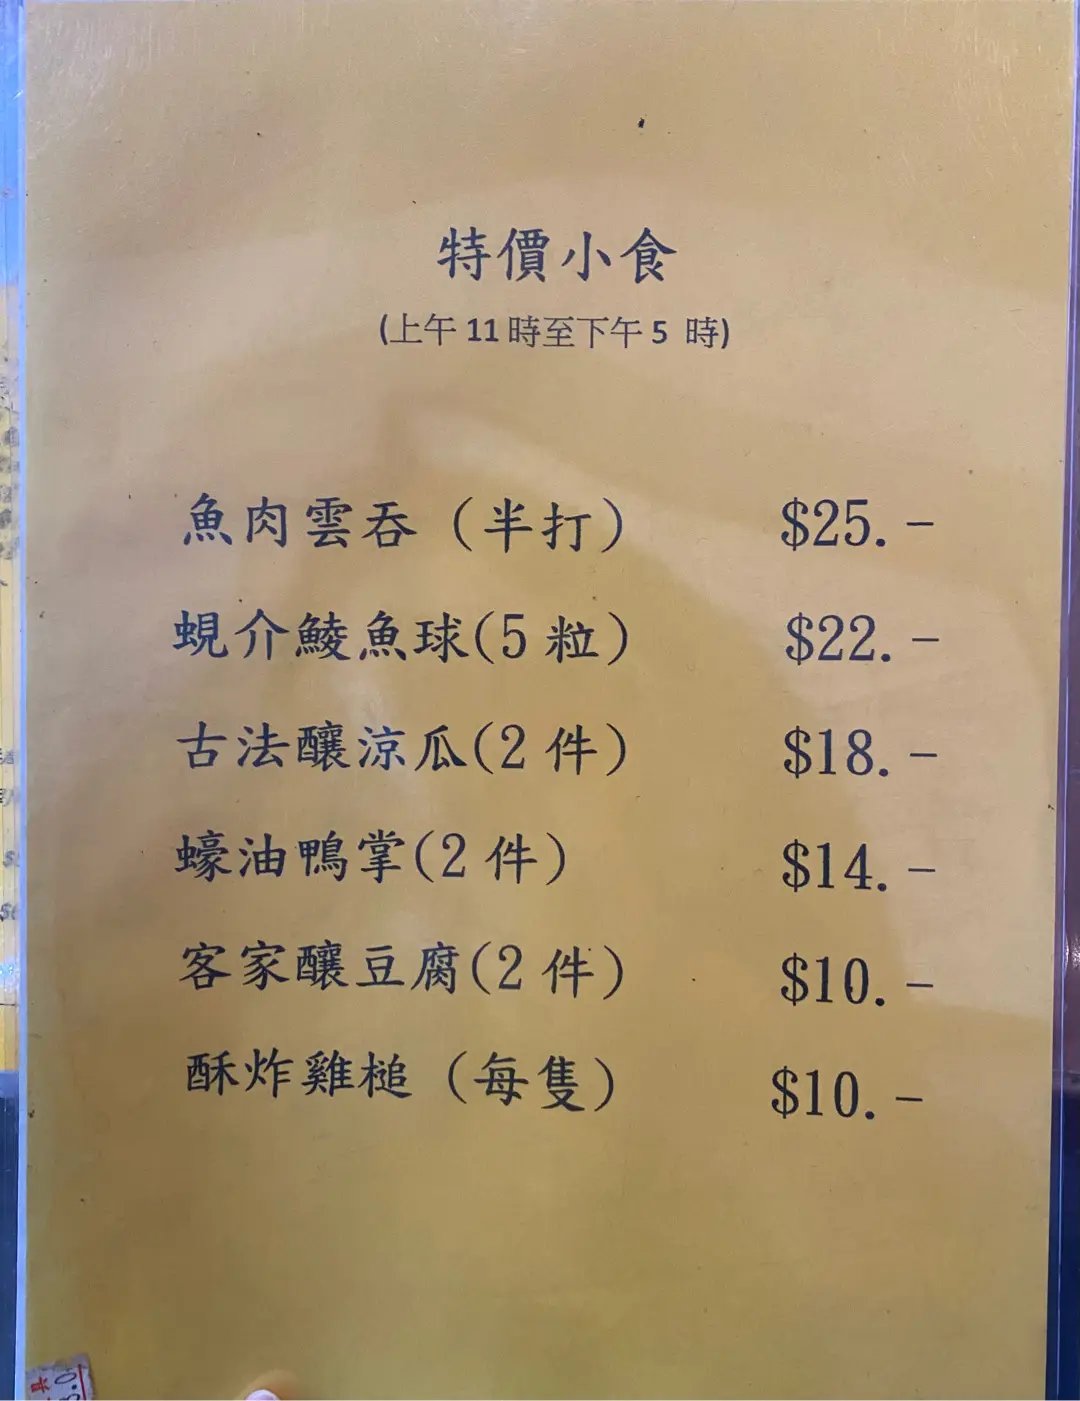 特價小食
(上午 11 時至下午 5 時)
魚肉雲吞（半打） $25.-
蜆介鯪魚球(5 粒) $22.-
古法釀涼瓜(2 件) $18.-
蠔油鴨掌(2 件) $14.-
客家釀豆腐(2 件) $10.-
酥炸雞槌（每隻） $10.-